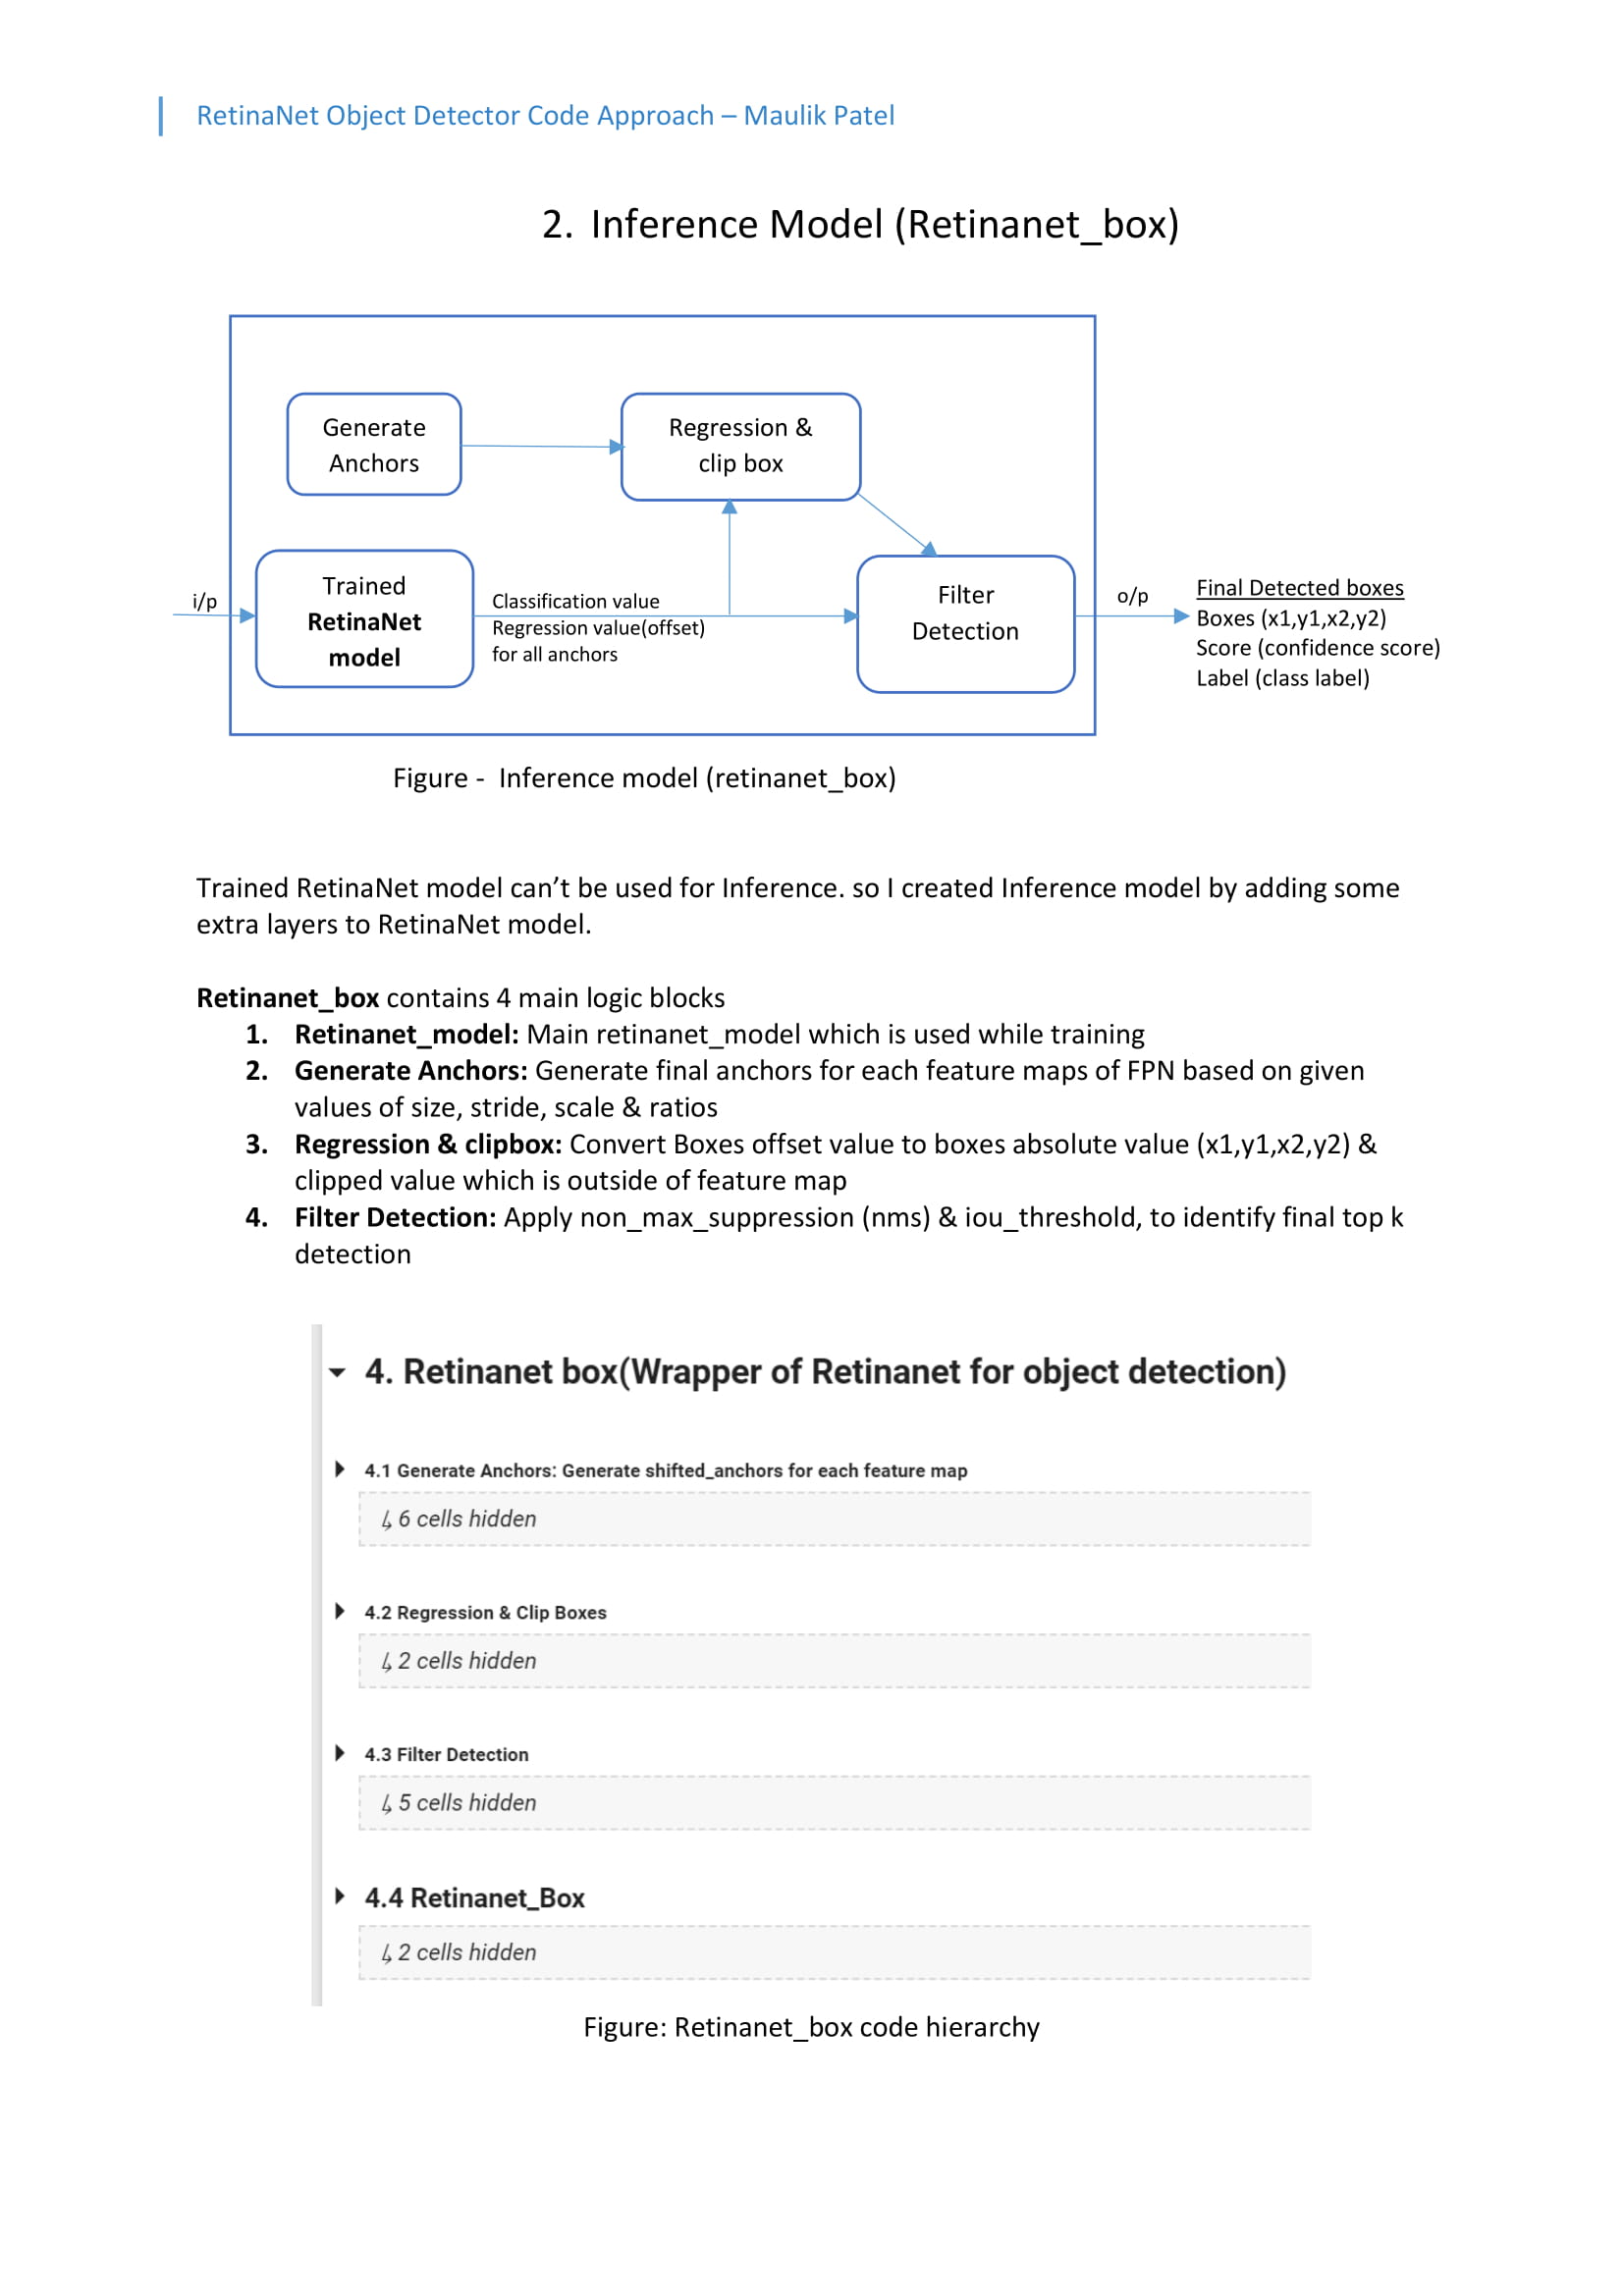 RetinaNet Object Detector Code Approach – Maulik Patel
2. Inference Model (Retinanet_box)
Generate
Anchors
Regression &
clip box
i/p
Trained
RetinaNet
model
Classification value
Regression value(offset)
for all anchors
Filter
Detection
o/p
Final Detected boxes
Boxes (x1,y1,x2,y2)
Score (confidence score)
Label (class label)
Figure - Inference model (retinanet_box)
Trained RetinaNet model can’t be used for Inference. so I created Inference model by adding some
extra layers to RetinaNet model.
Retinanet_box contains 4 main logic blocks
1. Retinanet_model: Main retinanet_model which is used while training
2. Generate Anchors: Generate final anchors for each feature maps of FPN based on given
values of size, stride, scale & ratios
3. Regression & clipbox: Convert Boxes offset value to boxes absolute value (x1,y1,x2,y2) &
clipped value which is outside of feature map
4. Filter Detection: Apply non_max_suppression (nms) & iou_threshold, to identify final top k
detection
4. Retinanet box(Wrapper of Retinanet for object detection)
4.1 Generate Anchors: Generate shifted_anchors for each feature map
↳ 6 cells hidden
4.2 Regression & Clip Boxes
↳ 2 cells hidden
4.3 Filter Detection
↳ 5 cells hidden
4.4 Retinanet_Box
↳ 2 cells hidden
Figure: Retinanet_box code hierarchy